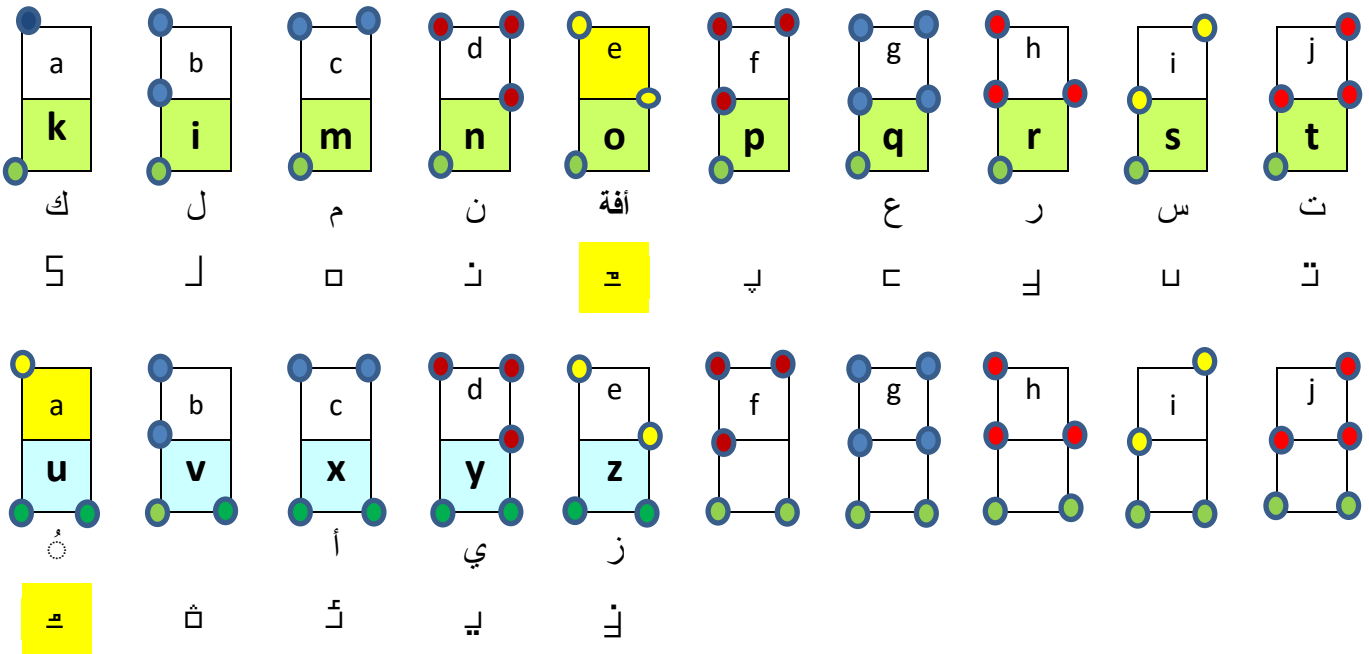 a b c d e f g h i j
k i m n o p q r s t
ك ل م ن أفة ع ر س ت
a b c d e f g h i j
u v x y z
◌ُ أ ي ز